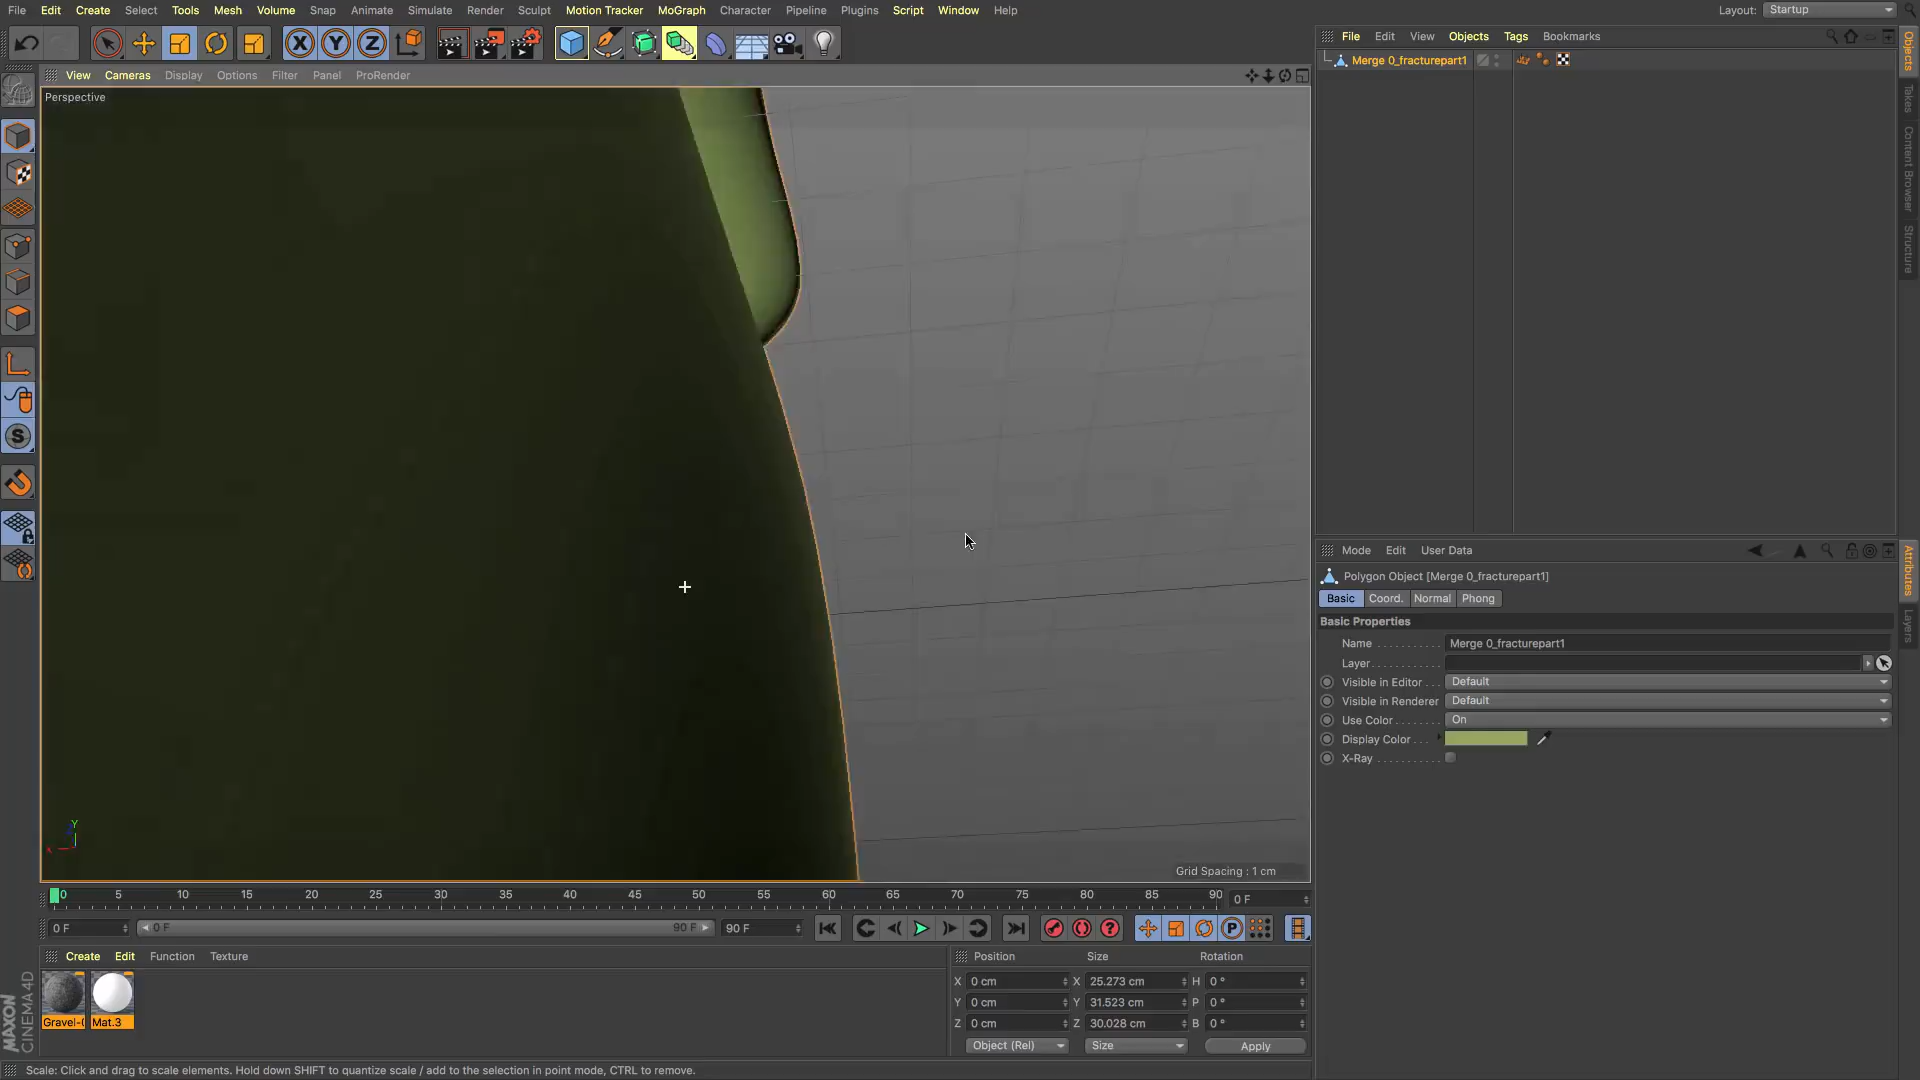 File Edit Create Select Tools Mesh Volume Snap Animate Simulate Render Sculpt Motion Tracker MoGraph Character Pipeline Plugins Script Window Help Layout: Startup
X Y Z
File Edit View Objects Tags Bookmarks
Merge 0_fracturepart1
View Cameras Display Options Filter Panel ProRender
Perspective
Objects
Takes
Content Browser
Structure
S
Y
X
Grid Spacing : 1 cm
Mode Edit User Data
Polygon Object [Merge 0_fracturepart1]
Basic Coord. Normal Phong
Basic Properties
Name Merge 0_fracturepart1
Layer
Visible in Editor Default
Visible in Renderer Default
Use Color On
Display Color
X-Ray
Attributes
Layers
0 5 10 15 20 25 30 35 40 45 50 55 60 65 70 75 80 85 90 0 F
0 F 0 F 90 F 90 F P
Create Edit Function Texture
Gravel-( Mat.3
Position Size Rotation
X 0 cm X 25.273 cm H 0 °
Y 0 cm Y 31.523 cm P 0 °
Z 0 cm Z 30.028 cm B 0 °
Object (Rel) Size Apply
MAXON
CINEMA 4D
Scale: Click and drag to scale elements. Hold down SHIFT to quantize scale / add to the selection in point mode, CTRL to remove.